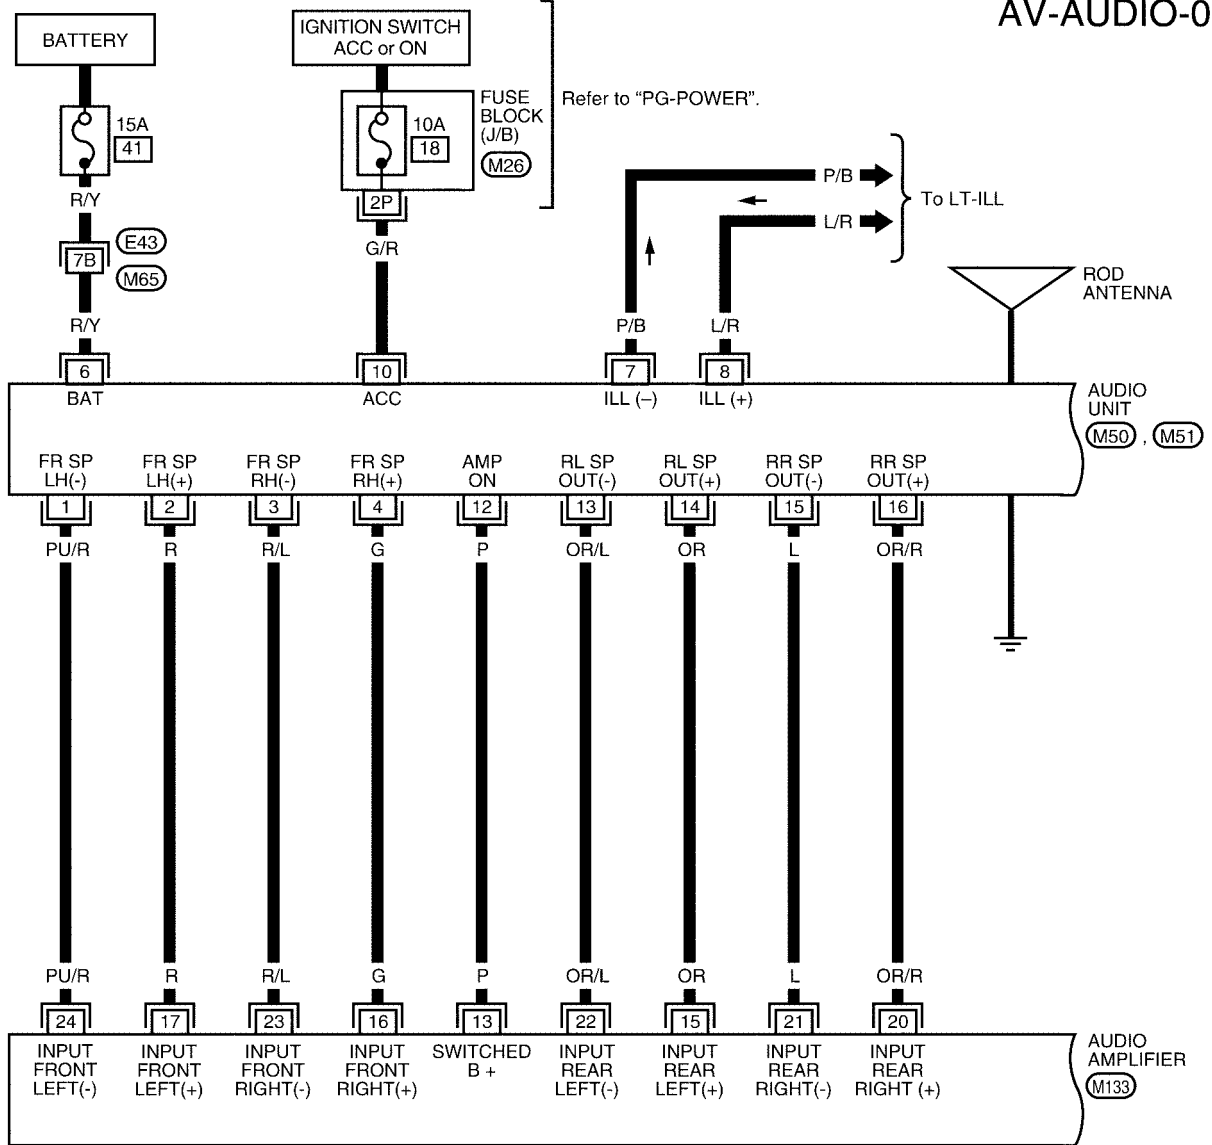 AV-AUDIO-0
BATTERY
IGNITION SWITCH
ACC or ON
FUSE
BLOCK
(J/B)
M26
Refer to “PG-POWER”.
15A
41
10A
18
2P
R/Y
G/R
7B
E43
M65
R/Y
P/B
L/R
To LT-ILL
P/B
L/R
ROD
ANTENNA
6
10
7
8
BAT
ACC
ILL (–)
ILL (+)
AUDIO
UNIT
M50 , M51
FR SP
LH(-)
FR SP
LH(+)
FR SP
RH(-)
FR SP
RH(+)
AMP
ON
RL SP
OUT(-)
RL SP
OUT(+)
RR SP
OUT(-)
RR SP
OUT(+)
1
2
3
4
12
13
14
15
16
PU/R
R
R/L
G
P
OR/L
OR
L
OR/R
PU/R
R
R/L
G
P
OR/L
OR
L
OR/R
24
17
23
16
13
22
15
21
20
INPUT
FRONT
LEFT(-)
INPUT
FRONT
LEFT(+)
INPUT
FRONT
RIGHT(-)
INPUT
FRONT
RIGHT(+)
SWITCHED
B +
INPUT
REAR
LEFT(-)
INPUT
REAR
LEFT(+)
INPUT
REAR
RIGHT(-)
INPUT
REAR
RIGHT (+)
AUDIO
AMPLIFIER
M133